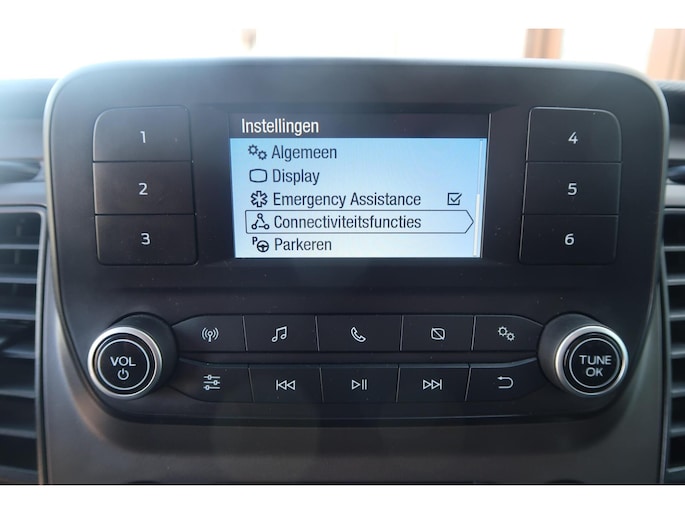 Instellingen
Algemeen
Display
Emergency Assistance
Connectiviteitsfuncties
P Parkeren
1
2
3
4
5
6
VOL
TUNE
OK